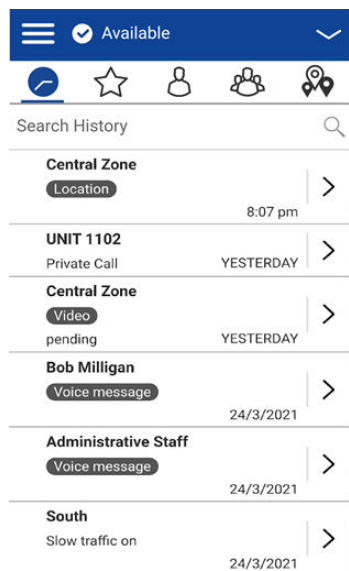 Available
Search History
Central Zone
Location
8:07 pm
UNIT 1102
Private Call
YESTERDAY
Central Zone
Video
pending
YESTERDAY
Bob Milligan
Voice message
24/3/2021
Administrative Staff
Voice message
24/3/2021
South
Slow traffic on
24/3/2021